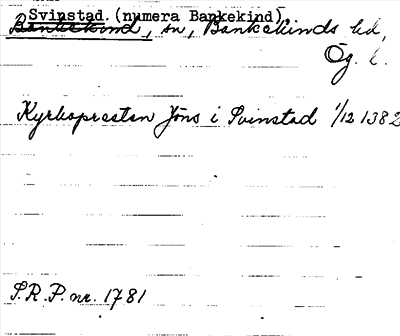 Svinstad. (numera Bankekind).
Bankekind, sn, Bankekinds hd,
Ög. l.
Kyrkopresten Jöns i Svinstad 1/12 1382
S.R.P. nr. 1781